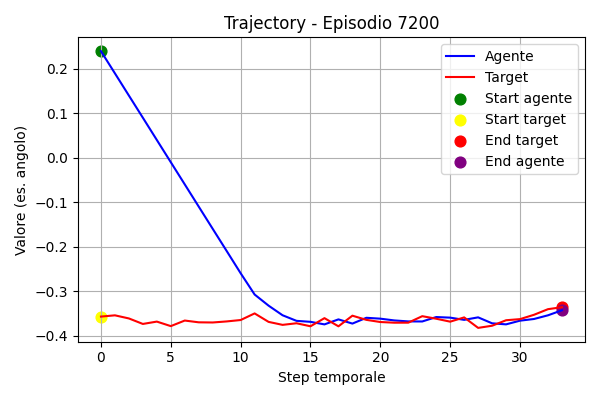 Trajectory - Episodio 7200
Agente
Target
Start agente
Start target
End target
End agente
Valore (es. angolo)
0.2
0.1
0.0
−0.1
−0.2
−0.3
−0.4
0 5 10 15 20 25 30
Step temporale